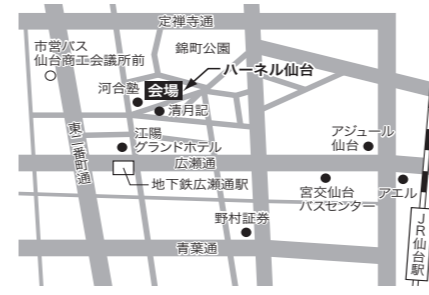 定禅寺通
市営バス
仙台商工会議所前
錦町公園
ハーネル仙台
河合塾
会場
清月記
東二番町通
江陽
グランドホテル
アジュール
仙台
広瀬通
地下鉄広瀬通駅
宮交仙台
バスセンター
アエル
野村証券
JR仙台駅
青葉通